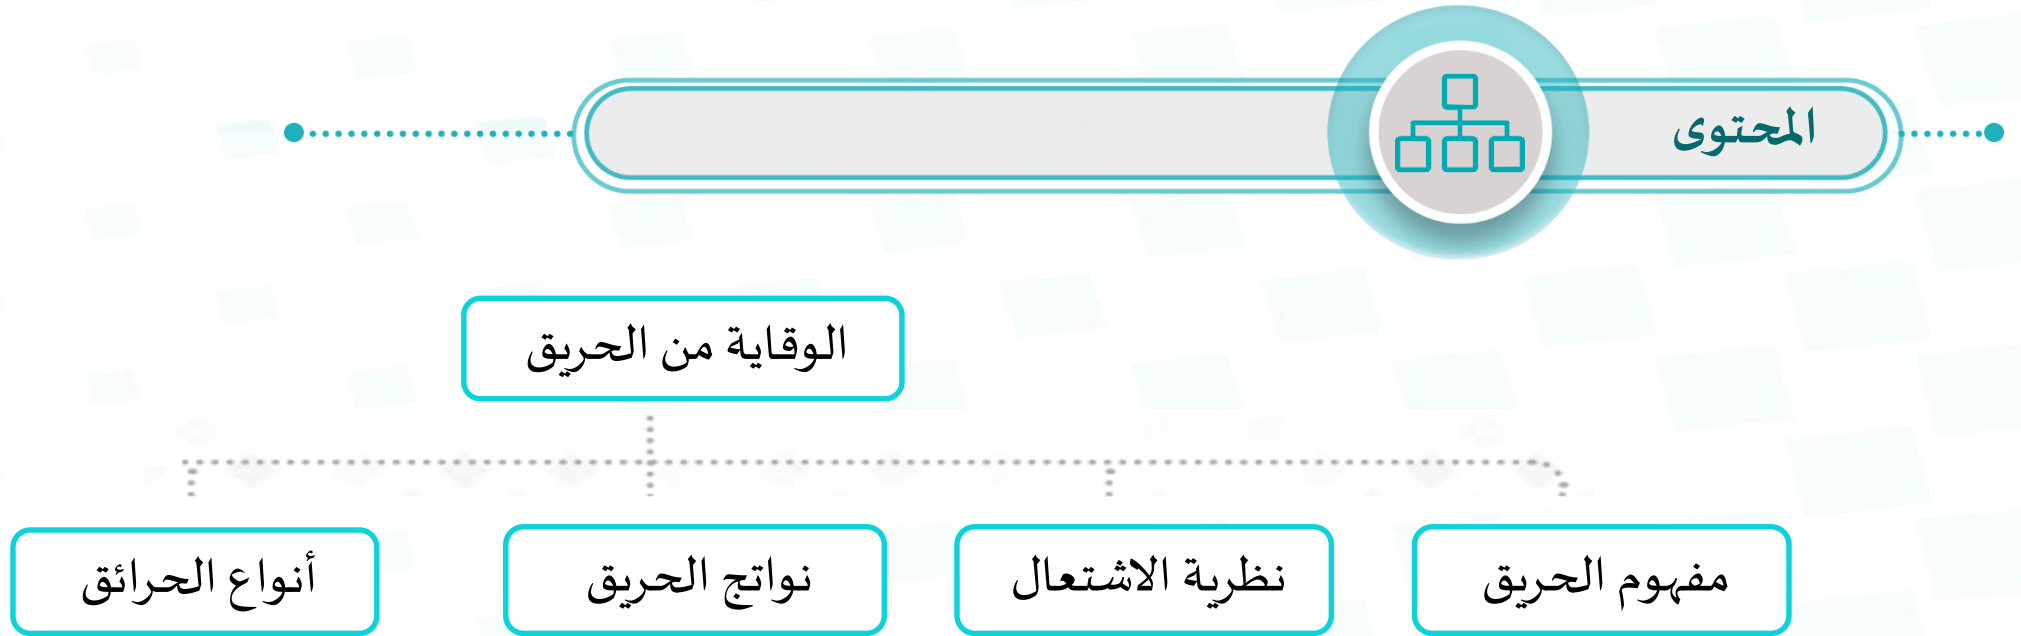 المحتوى
الوقاية من الحريق
مفهوم الحريق
نظرية الاشتعال
نواتج الحريق
أنواع الحرائق